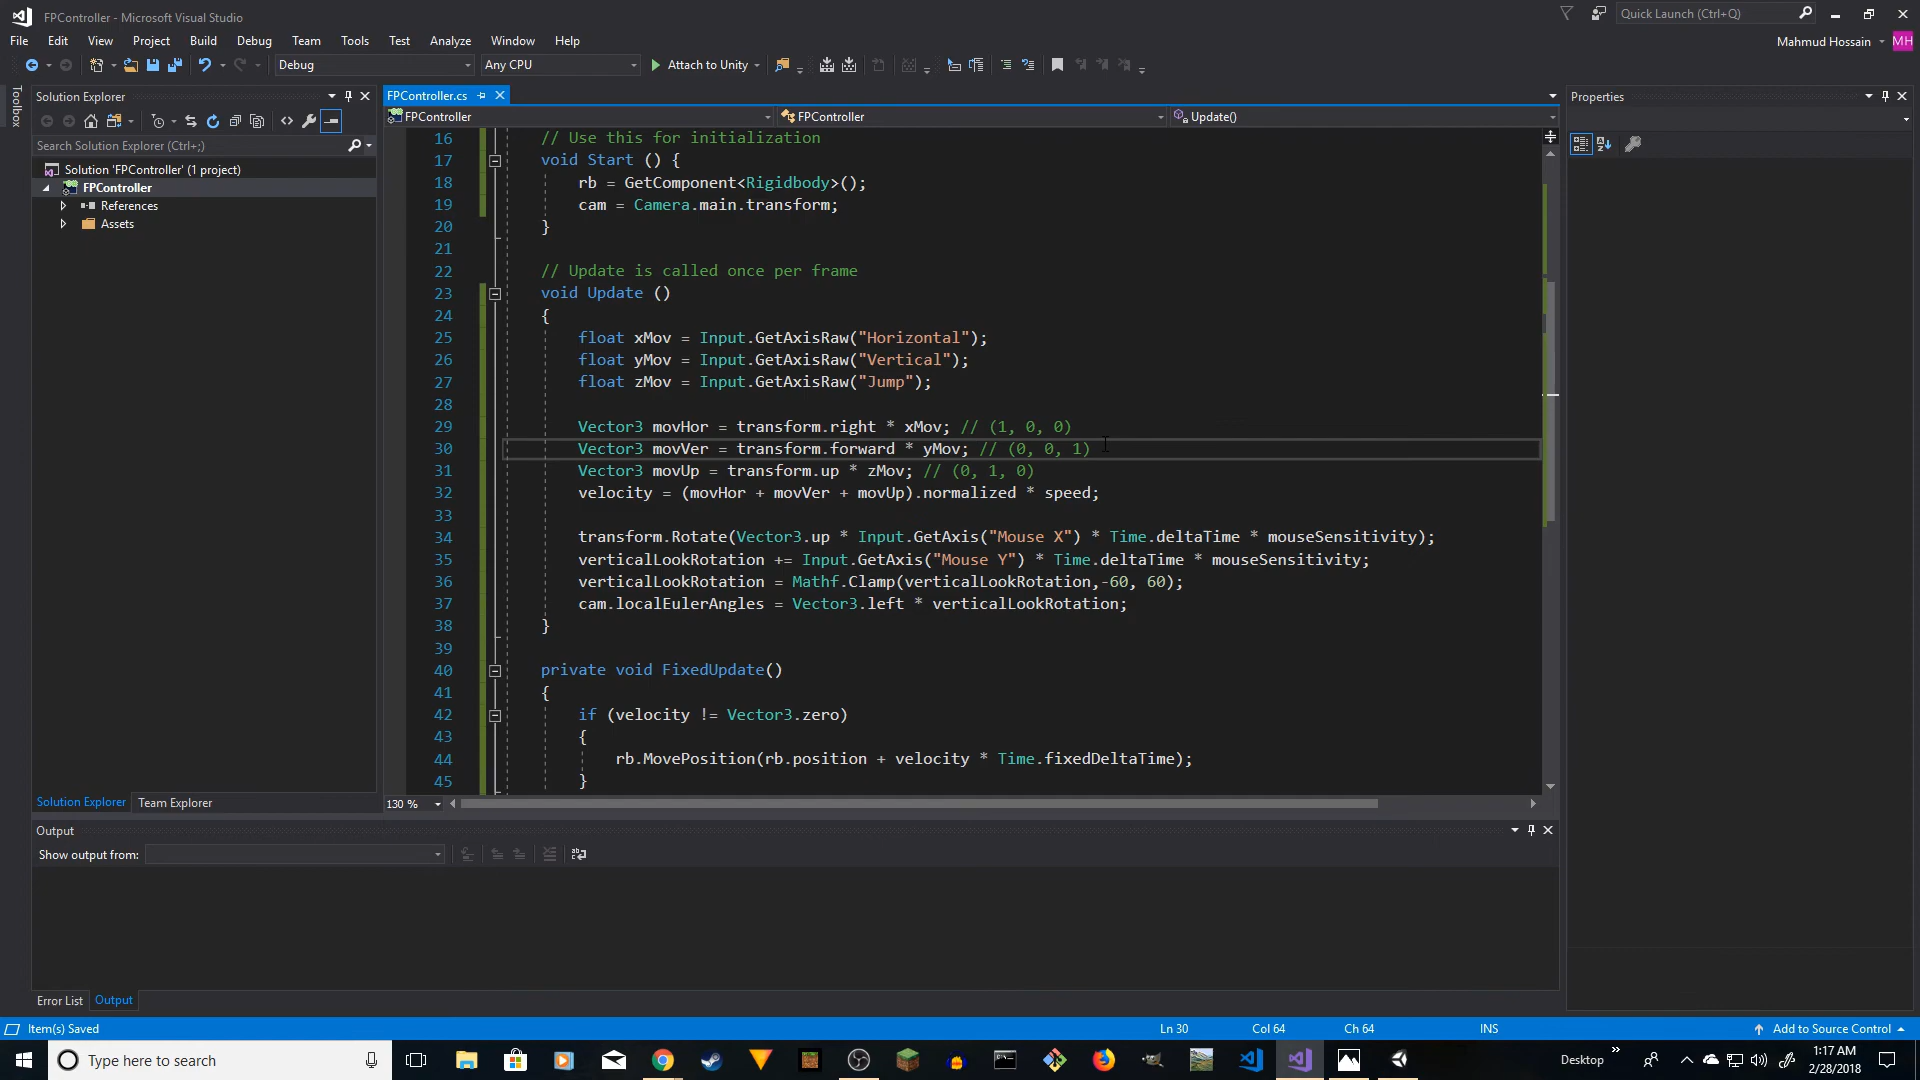 FPController - Microsoft Visual Studio
Quick Launch (Ctrl+Q)
File Edit View Project Build Debug Team Tools Test Analyze Window Help
Mahmud Hossain MH
Debug Any CPU Attach to Unity
Toolbox
Solution Explorer
Search Solution Explorer (Ctrl+;)
Solution 'FPController' (1 project)
FPController
References
Assets
Solution Explorer Team Explorer
FPController.cs
FPController FPController Update()
16 // Use this for initialization
17 void Start () {
18 rb = GetComponent<Rigidbody>();
19 cam = Camera.main.transform;
20 }
21
22 // Update is called once per frame
23 void Update ()
24 {
25 float xMov = Input.GetAxisRaw("Horizontal");
26 float yMov = Input.GetAxisRaw("Vertical");
27 float zMov = Input.GetAxisRaw("Jump");
28
29 Vector3 movHor = transform.right * xMov; // (1, 0, 0)
30 Vector3 movVer = transform.forward * yMov; // (0, 0, 1)
31 Vector3 movUp = transform.up * zMov; // (0, 1, 0)
32 velocity = (movHor + movVer + movUp).normalized * speed;
33
34 transform.Rotate(Vector3.up * Input.GetAxis("Mouse X") * Time.deltaTime * mouseSensitivity);
35 verticalLookRotation += Input.GetAxis("Mouse Y") * Time.deltaTime * mouseSensitivity;
36 verticalLookRotation = Mathf.Clamp(verticalLookRotation,-60, 60);
37 cam.localEulerAngles = Vector3.left * verticalLookRotation;
38 }
39
40 private void FixedUpdate()
41 {
42 if (velocity != Vector3.zero)
43 {
44 rb.MovePosition(rb.position + velocity * Time.fixedDeltaTime);
45 }
130 %
Properties
Output
Show output from:
Error List Output
Item(s) Saved Ln 30 Col 64 Ch 64 INS Add to Source Control
Type here to search
Desktop
1:17 AM
2/28/2018